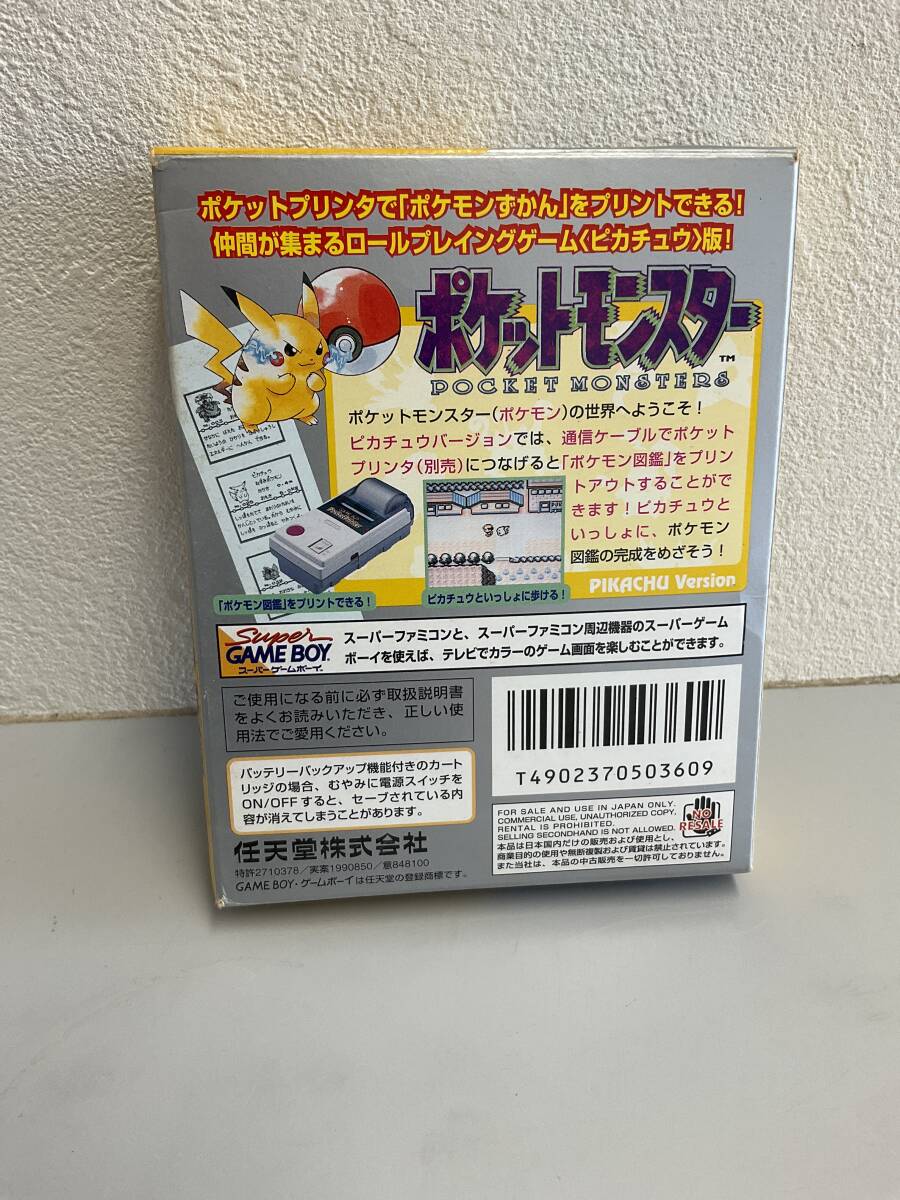 ポケットプリンタで「ポケモンずかん」をプリントできる!
仲間が集まるロールプレイングゲーム〈ピカチュウ〉版!
ポケットモンスター™
POCKET MONSTERS
ポケットモンスター(ポケモン)の世界へようこそ!
ピカチュウバージョンでは、通信ケーブルでポケット
プリンタ(別売)につなげると「ポケモン図鑑」をプリン
トアウトすることがで
きます!ピカチュウと
いっしょに、ポケモン
図鑑の完成をめざそう!
PIKACHU Version
ピカチュウ
ねずみポケモン
「ポケモン図鑑」をプリントできる!
ピカチュウといっしょに歩ける!
Super
GAME BOY
スーパーゲームボーイ
スーパーファミコンと、スーパーファミコン周辺機器のスーパーゲーム
ボーイを使えば、テレビでカラーのゲーム画面を楽しむことができます。
ご使用になる前に必ず取扱説明書
をよくお読みいただき、正しい使
用法でご愛用ください。
バッテリーバックアップ機能付きのカート
リッジの場合、むやみに電源スイッチを
ON/OFFすると、セーブされている内
容が消えてしまうことがあります。
任天堂株式会社
特許2710378/実案1990850/意848100
GAME BOY・ゲームボーイは任天堂の登録商標です。
T4902370503609
FOR SALE AND USE IN JAPAN ONLY.
COMMERCIAL USE, UNAUTHORIZED COPY,
RENTAL IS PROHIBITED.
SELLING SECONDHAND IS NOT ALLOWED.
本品は日本国内だけの販売および使用とし、
商業目的の使用や無断複製および賃貸は禁止されています。
また当社は、本品の中古販売を一切許可しておりません。
NO
RESALE